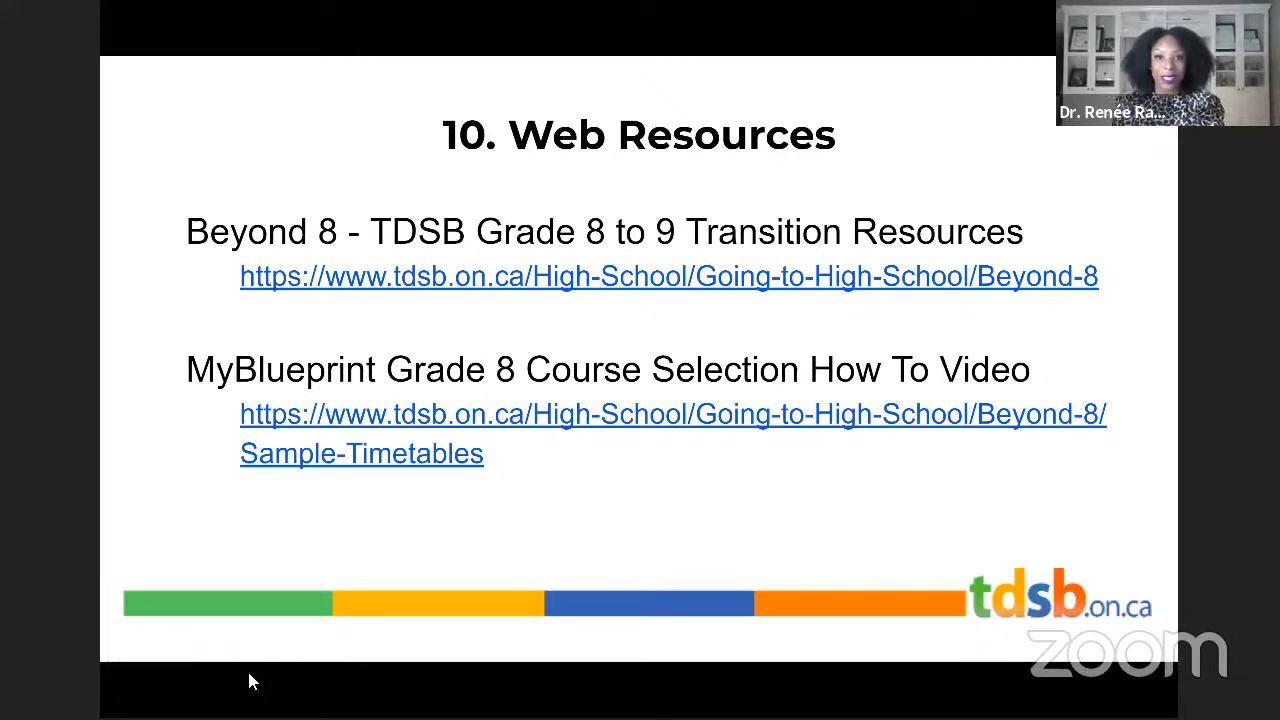 10. Web Resources
Dr. Renée Ra...
Beyond 8 - TDSB Grade 8 to 9 Transition Resources
https://www.tdsb.on.ca/High-School/Going-to-High-School/Beyond-8
MyBlueprint Grade 8 Course Selection How To Video
https://www.tdsb.on.ca/High-School/Going-to-High-School/Beyond-8/
Sample-Timetables
tdsb.on.ca
zoom